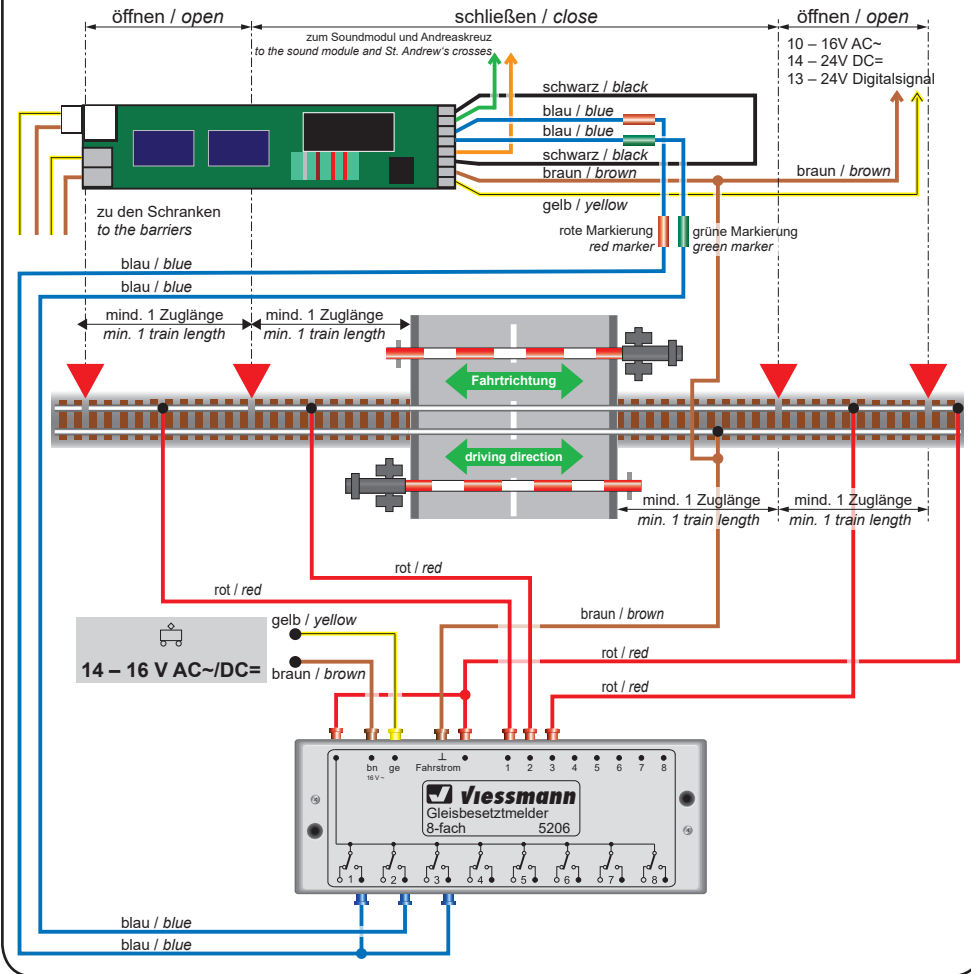 öffnen / open
schließen / close
öffnen / open
zum Soundmodul und Andreaskreuz
to the sound module and St. Andrew's crosses
10 – 16V AC~
14 – 24V DC=
13 – 24V Digitalsignal
schwarz / black
blau / blue
blau / blue
schwarz / black
braun / brown
braun / brown
gelb / yellow
zu den Schranken
to the barriers
rote Markierung
red marker
grüne Markierung
green marker
blau / blue
blau / blue
mind. 1 Zuglänge
min. 1 train length
mind. 1 Zuglänge
min. 1 train length
Fahrtrichtung
driving direction
mind. 1 Zuglänge
min. 1 train length
mind. 1 Zuglänge
min. 1 train length
rot / red
rot / red
braun / brown
gelb / yellow
14 – 16 V AC~/DC=
braun / brown
rot / red
rot / red
bn
16 V ~
ge
⊥
Fahrstrom
1 2 3 4 5 6 7 8
Viessmann
Gleisbesetztmelder
8-fach 5206
1 2 3 4 5 6 7 8
blau / blue
blau / blue